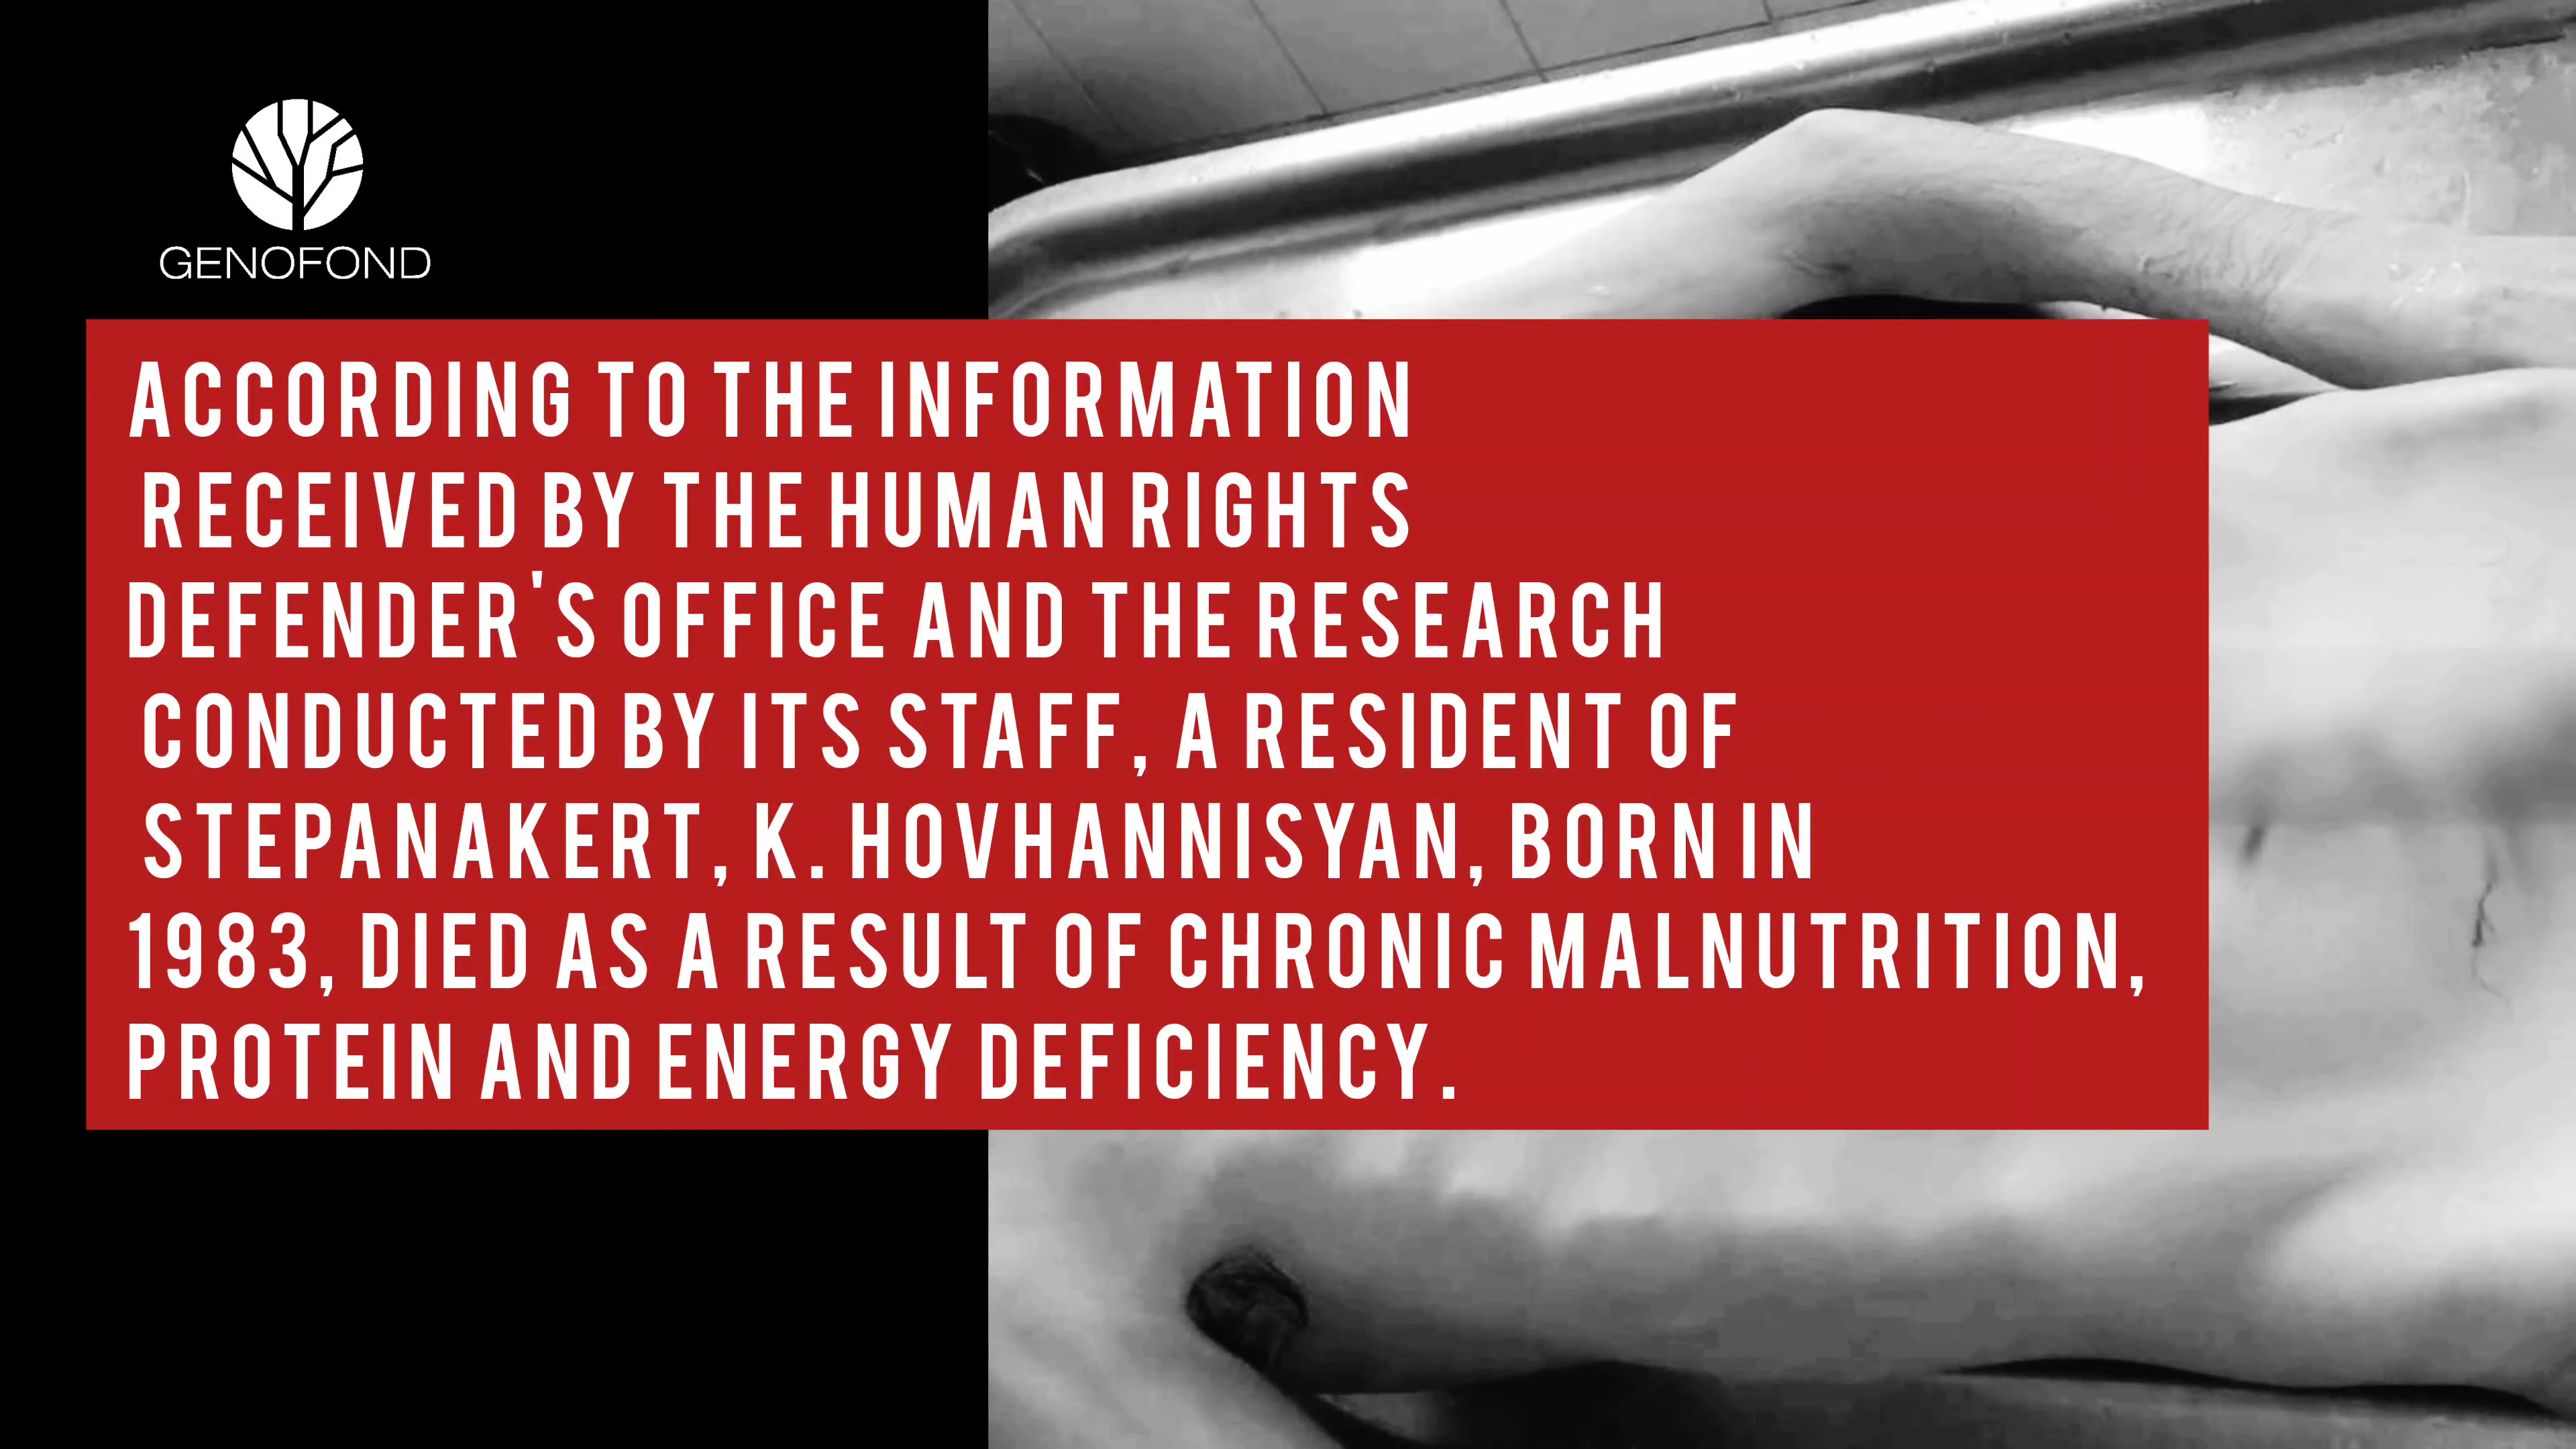 GENOFOND
ACCORDING TO THE INFORMATION
RECEIVED BY THE HUMAN RIGHTS
DEFENDER'S OFFICE AND THE RESEARCH
CONDUCTED BY ITS STAFF, A RESIDENT OF
STEPANAKERT, K. HOVHANNISYAN, BORN IN
1983, DIED AS A RESULT OF CHRONIC MALNUTRITION,
PROTEIN AND ENERGY DEFICIENCY.